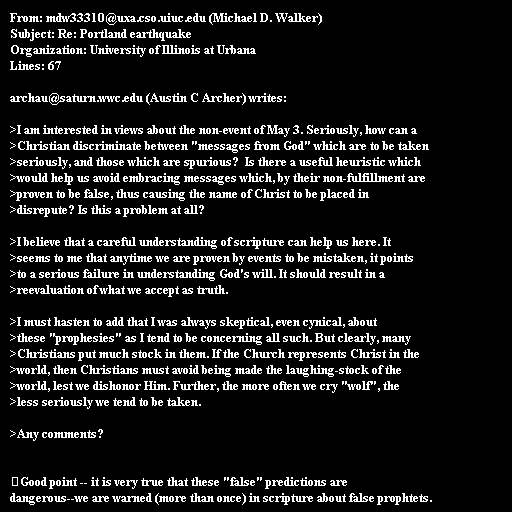 From: mdw33310@uxa.cso.uiuc.edu (Michael D. Walker)
Subject: Re: Portland earthquake
Organization: University of Illinois at Urbana
Lines: 67

archau@saturn.wwc.edu (Austin C Archer) writes:

>I am interested in views about the non-event of May 3. Seriously, how can a
>Christian discriminate between "messages from God" which are to be taken
>seriously, and those which are spurious?  Is there a useful heuristic which
>would help us avoid embracing messages which, by their non-fulfillment are
>proven to be false, thus causing the name of Christ to be placed in
>disrepute? Is this a problem at all?

>I believe that a careful understanding of scripture can help us here. It
>seems to me that anytime we are proven by events to be mistaken, it points
>to a serious failure in understanding God's will. It should result in a
>reevaluation of what we accept as truth.

>I must hasten to add that I was always skeptical, even cynical, about
>these "prophesies" as I tend to be concerning all such. But clearly, many
>Christians put much stock in them. If the Church represents Christ in the
>world, then Christians must avoid being made the laughing-stock of the
>world, lest we dishonor Him. Further, the more often we cry "wolf", the
>less seriously we tend to be taken.

>Any comments?

Good point -- it is very true that these "false" predictions are
dangerous--we are warned (more than once) in scripture about false prophtets.